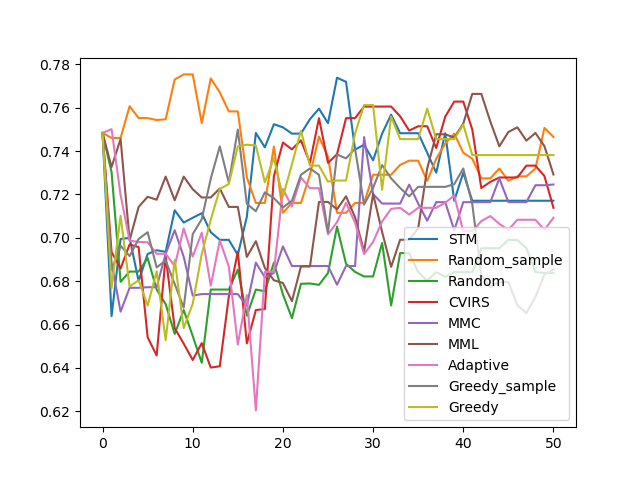 0.78
0.76
0.74
0.72
0.70
0.68
0.66
0.64
0.62
0
10
20
30
40
50
STM
Random_sample
Random
CVIRS
MMC
MML
Adaptive
Greedy_sample
Greedy